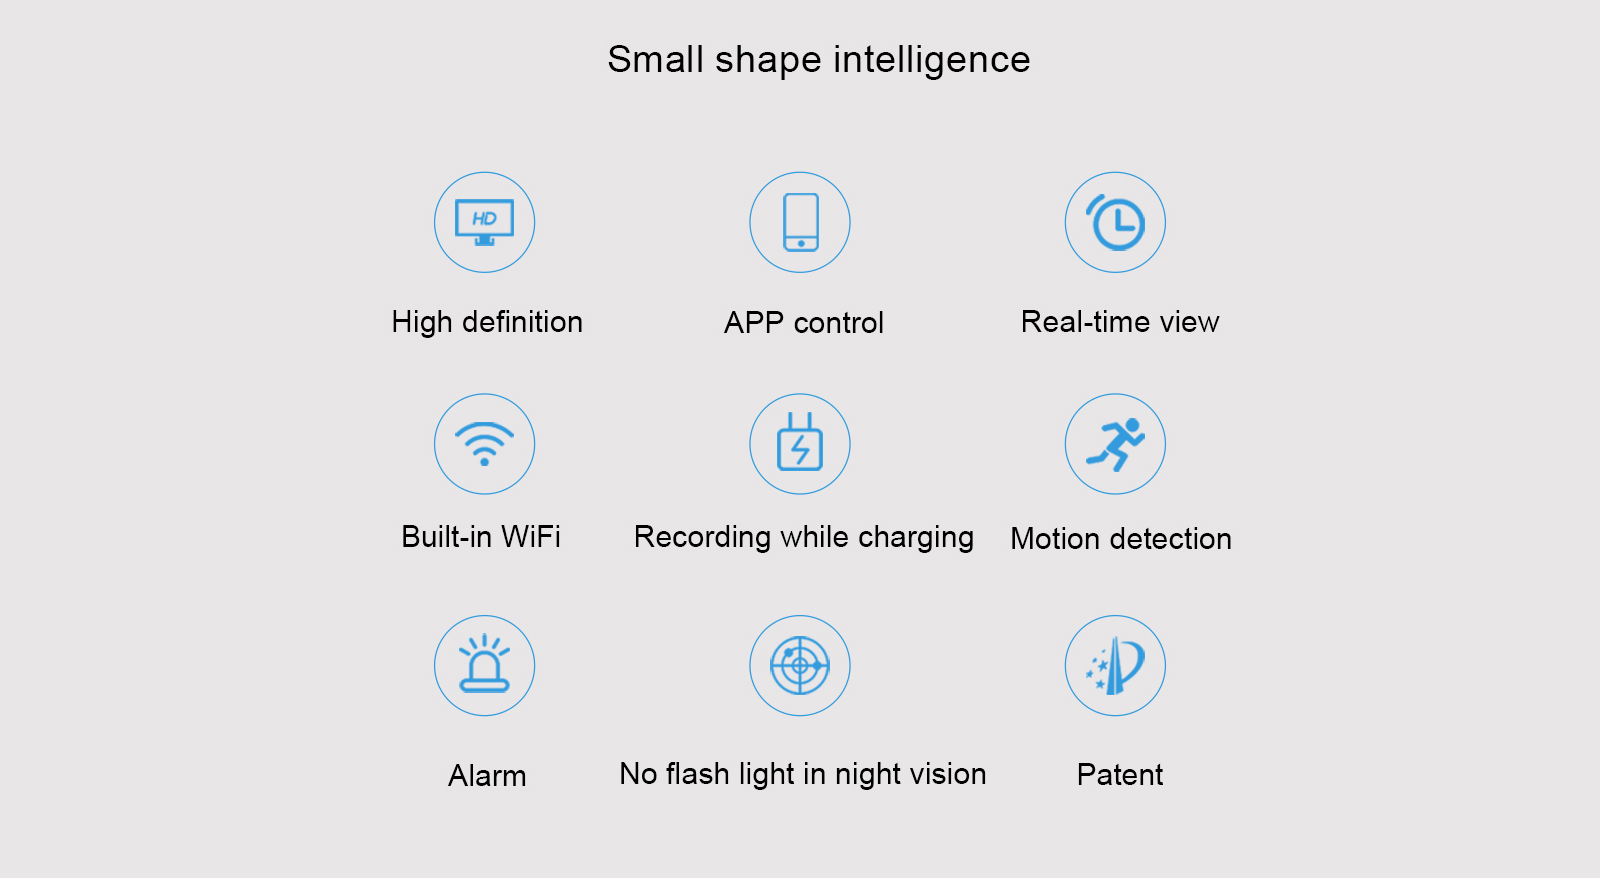 Small shape intelligence
HD
High definition
APP control
Real-time view
Built-in WiFi
Recording while charging
Motion detection
Alarm
No flash light in night vision
Patent